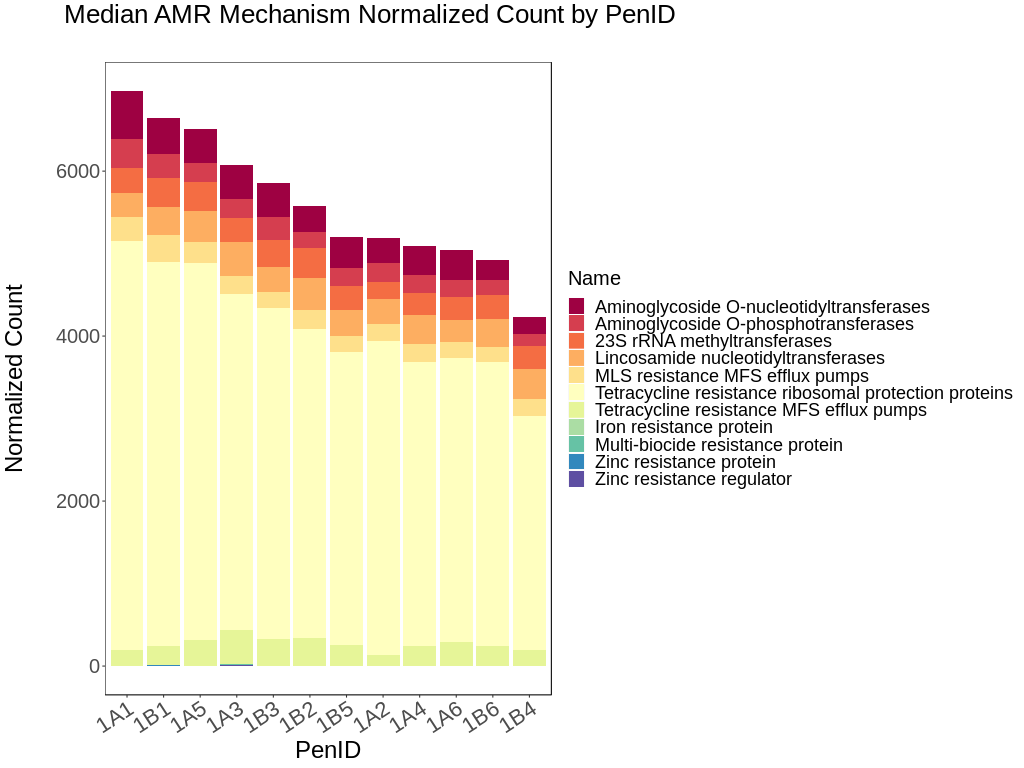 Median AMR Mechanism Normalized Count by PenID
Normalized Count
6000
4000
2000
0
1A1 1B1 1A5 1A3 1B3 1B2 1B5 1A2 1A4 1A6 1B6 1B4
PenID
Name
Aminoglycoside O-nucleotidyltransferases
Aminoglycoside O-phosphotransferases
23S rRNA methyltransferases
Lincosamide nucleotidyltransferases
MLS resistance MFS efflux pumps
Tetracycline resistance ribosomal protection proteins
Tetracycline resistance MFS efflux pumps
Iron resistance protein
Multi-biocide resistance protein
Zinc resistance protein
Zinc resistance regulator